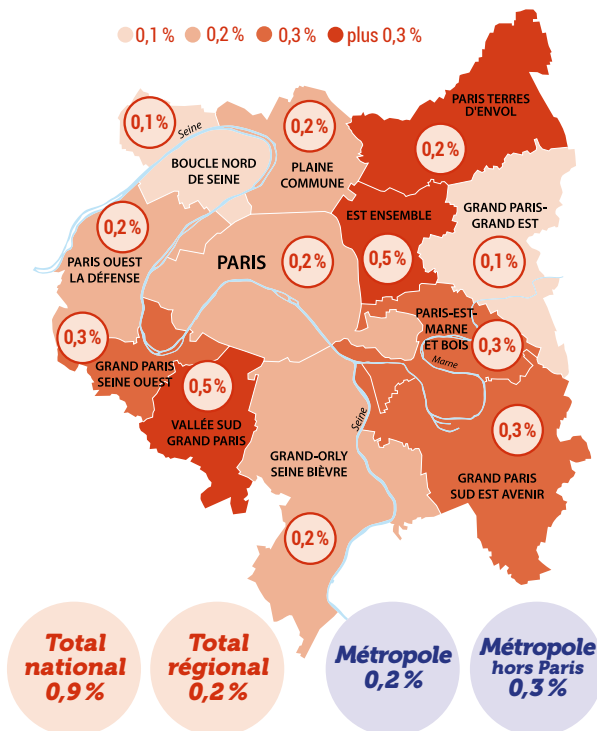 0,1 % 0,2 % 0,3 % plus 0,3 %
PARIS TERRES
D'ENVOL
0,2 %
0,1 %
Seine
BOUCLE NORD
DE SEINE
0,2 %
PLAINE
COMMUNE
EST ENSEMBLE
0,5 %
GRAND PARIS-
GRAND EST
0,1 %
0,2 %
PARIS OUEST
LA DÉFENSE
PARIS
0,2 %
PARIS-EST-
MARNE
ET BOIS
Marne
0,3 %
0,3 %
GRAND PARIS
SEINE OUEST
0,5 %
VALLÉE SUD
GRAND PARIS
Seine
GRAND-ORLY
SEINE BIÈVRE
0,2 %
0,3 %
GRAND PARIS
SUD EST AVENIR
Total
national
0,9 %
Total
régional
0,2 %
Métropole
0,2 %
Métropole
hors Paris
0,3 %